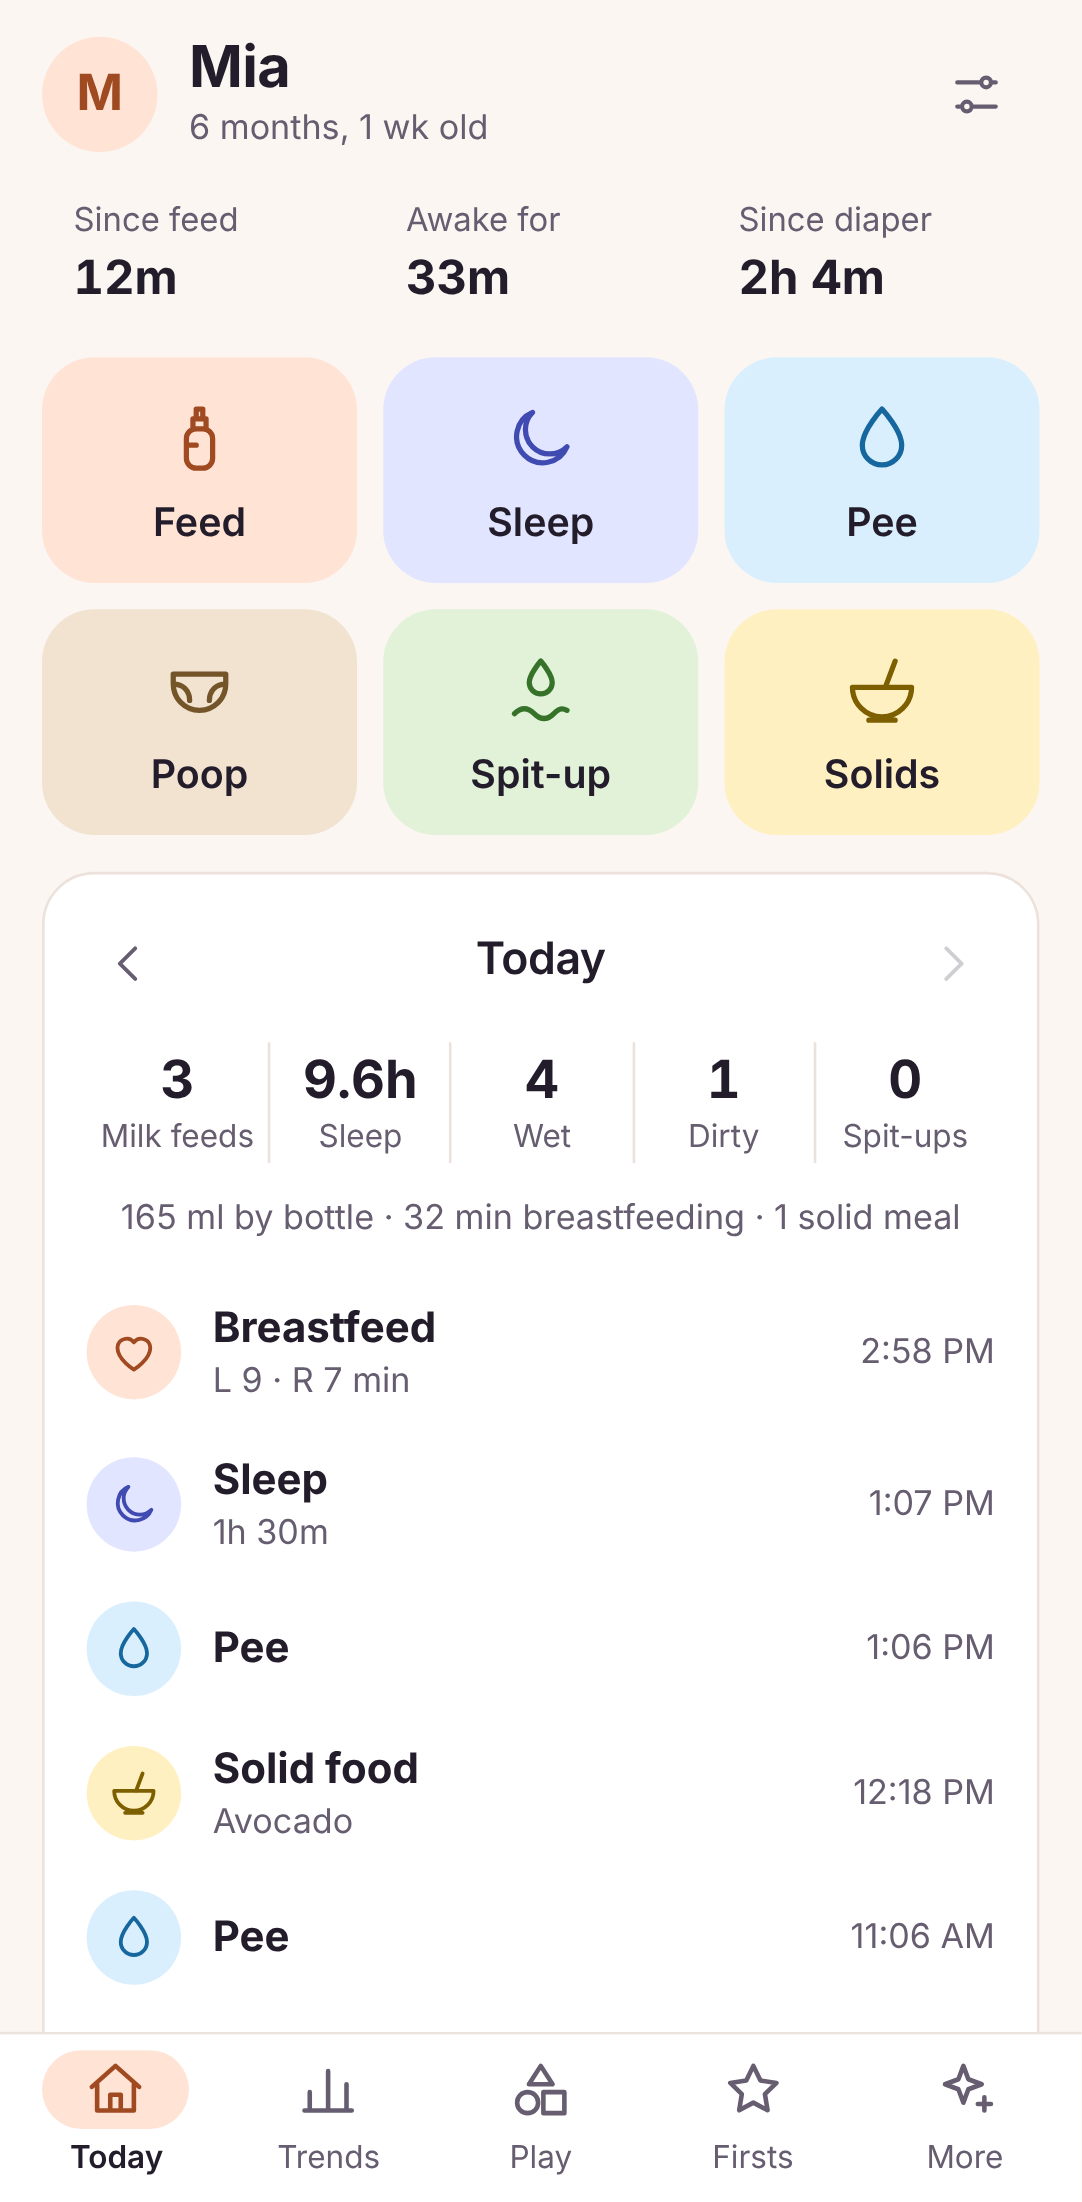 M
Mia
6 months, 1 wk old
Since feed
12m
Awake for
33m
Since diaper
2h 4m
Feed
Sleep
Pee
Poop
Spit-up
Solids
Today
3
Milk feeds
9.6h
Sleep
4
Wet
1
Dirty
0
Spit-ups
165 ml by bottle · 32 min breastfeeding · 1 solid meal
Breastfeed
L 9 · R 7 min
2:58 PM
Sleep
1h 30m
1:07 PM
Pee
1:06 PM
Solid food
Avocado
12:18 PM
Pee
11:06 AM
Today
Trends
Play
Firsts
More